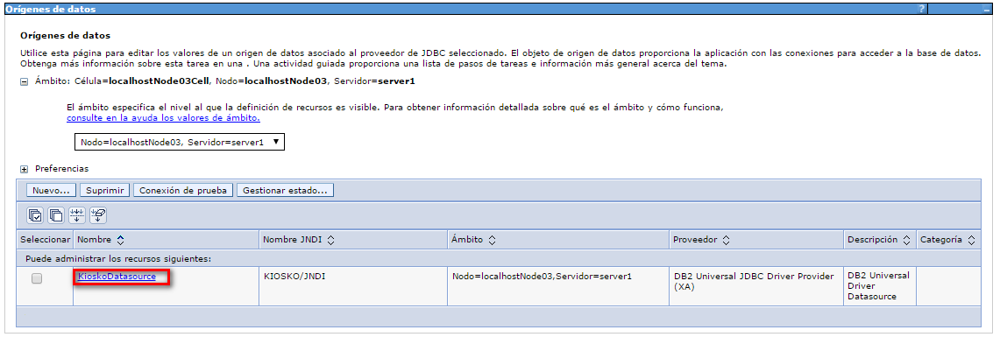 Orígenes de datos
?
Orígenes de datos
Utilice esta página para editar los valores de un origen de datos asociado al proveedor de JDBC seleccionado. El objeto de origen de datos proporciona la aplicación con las conexiones para acceder a la base de datos.
Obtenga más información sobre esta tarea en una . Una actividad guiada proporciona una lista de pasos de tareas e información más general acerca del tema.
Ámbito: Célula=localhostNode03Cell, Nodo=localhostNode03, Servidor=server1
El ámbito especifica el nivel al que la definición de recursos es visible. Para obtener información detallada sobre qué es el ámbito y cómo funciona,
consulte en la ayuda los valores de ámbito.
Nodo=localhostNode03, Servidor=server1
Preferencias
Nuevo... Suprimir Conexión de prueba Gestionar estado...
Seleccionar Nombre Nombre JNDI Ámbito Proveedor Descripción Categoría
Puede administrar los recursos siguientes:
KioskoDatasource KIOSKO/JNDI Nodo=localhostNode03,Servidor=server1 DB2 Universal JDBC Driver Provider DB2 Universal
(XA) Driver
Datasource